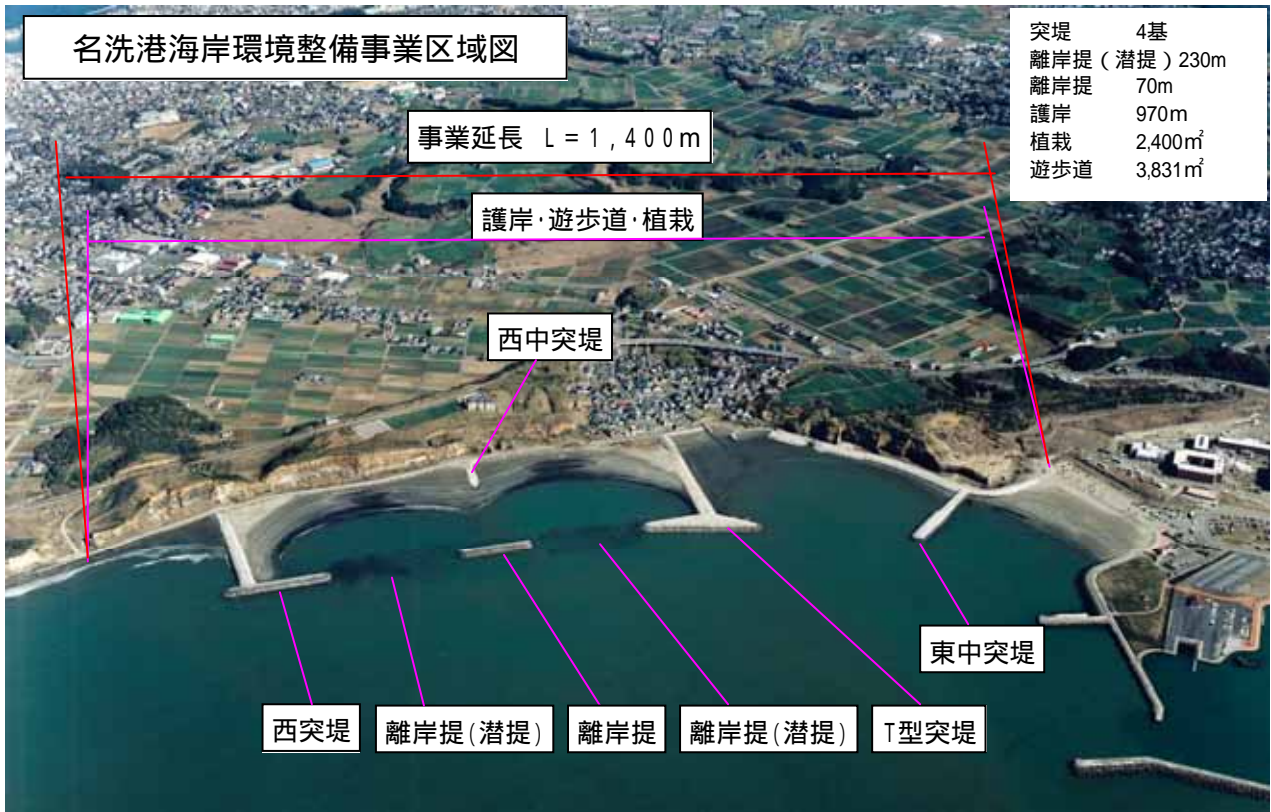 名洗港海岸環境整備事業区域図
突堤 4基
離岸提(潜提)230m
離岸提 70m
護岸 970m
植栽 2,400㎡
遊歩道 3,831㎡
事業延長 L=1,400m
護岸･遊歩道･植栽
西中突堤
東中突堤
西突堤
離岸提(潜提)
離岸提
離岸提(潜提)
T型突堤